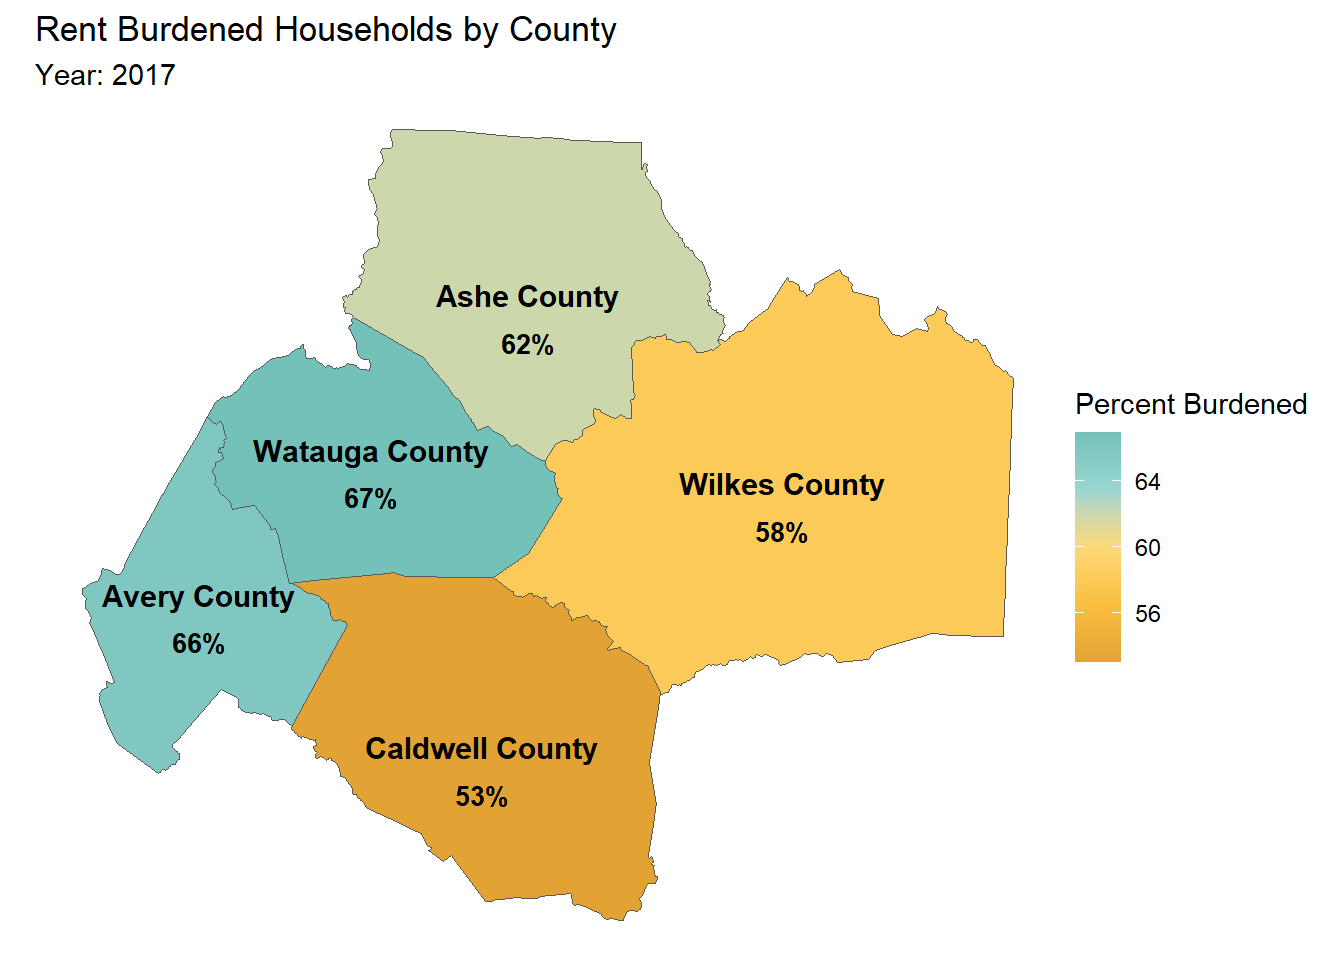 Rent Burdened Households by County
Year: 2017
Ashe County
62%
Watauga County
67%
Wilkes County
58%
Avery County
66%
Caldwell County
53%
Percent Burdened
64
60
56